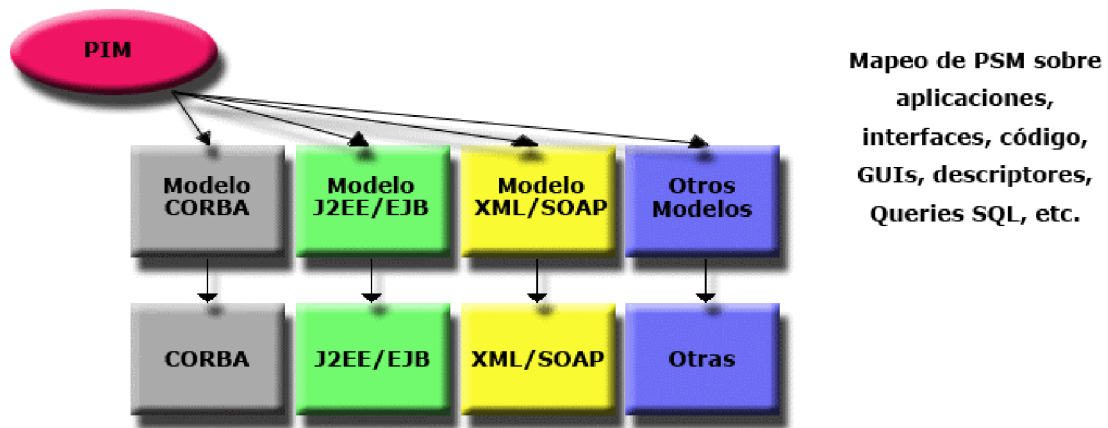 PIM
Mapeo de PSM sobre
aplicaciones,
interfaces, código,
GUIs, descriptores,
Queries SQL, etc.
Modelo
CORBA
Modelo
J2EE/EJB
Modelo
XML/SOAP
Otros
Modelos
CORBA
J2EE/EJB
XML/SOAP
Otras